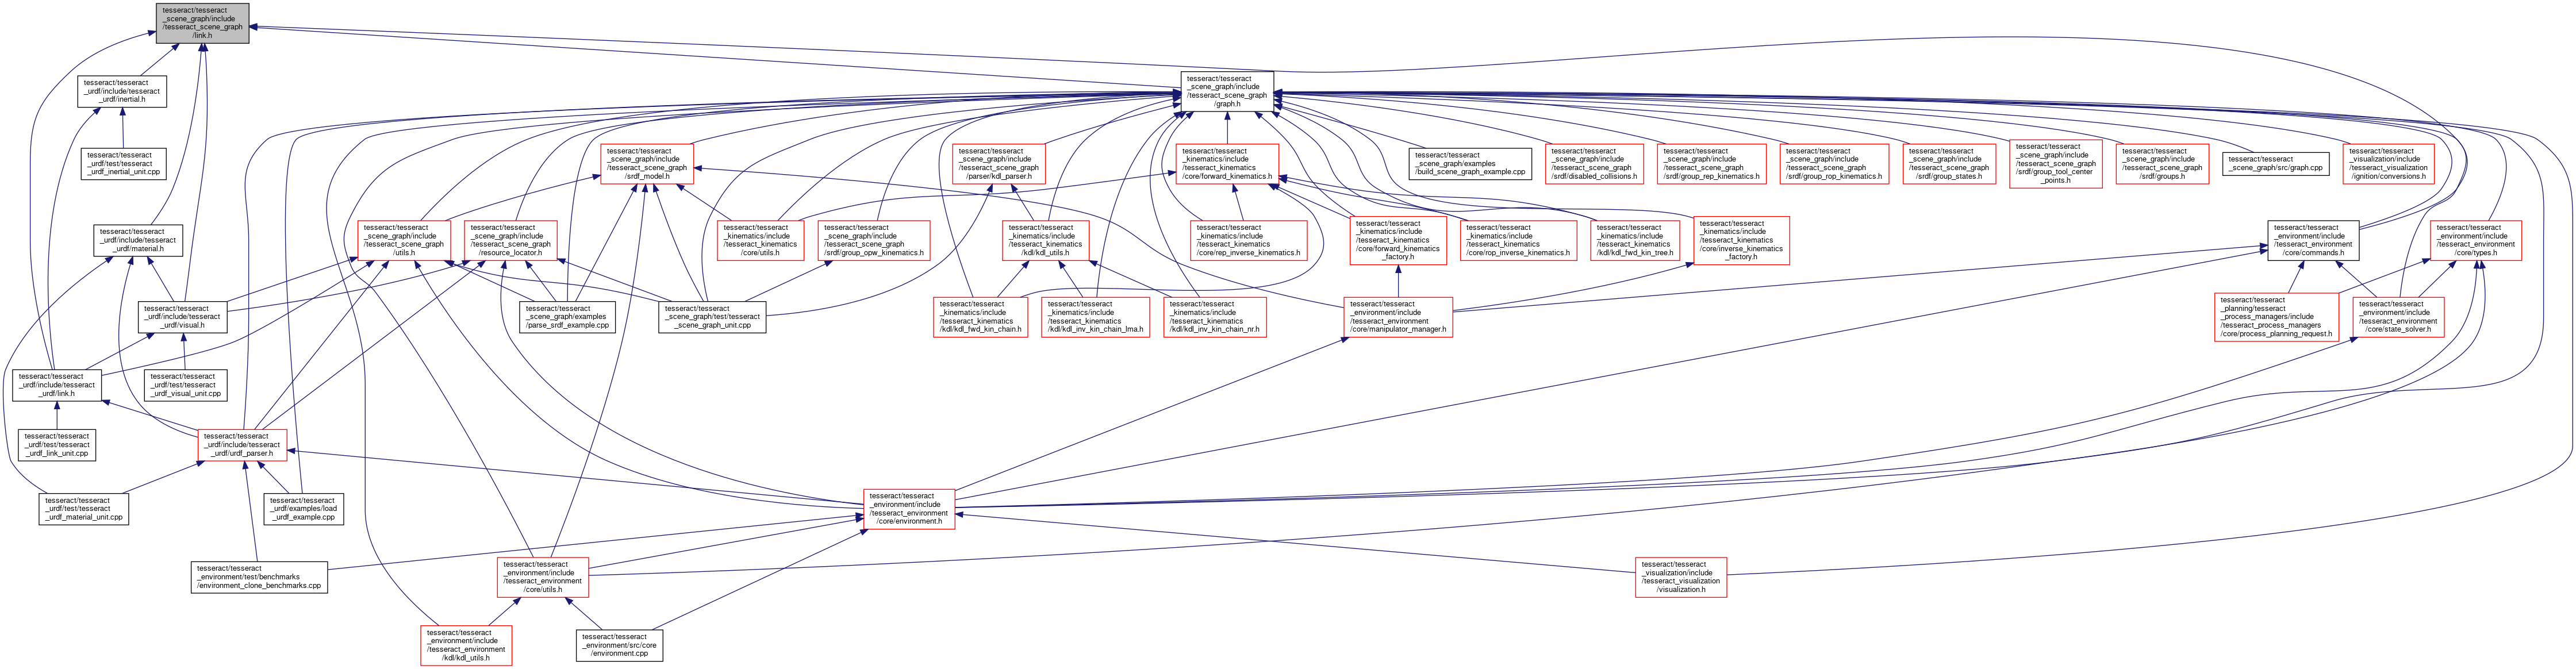 tesseract/tesseract
_scene_graph/include
/tesseract_scene_graph
/link.h
tesseract/tesseract
_urdf/include/tesseract
_urdf/inertial.h
tesseract/tesseract
_scene_graph/include
/tesseract_scene_graph
/graph.h
tesseract/tesseract
_urdf/test/tesseract
_urdf_inertial_unit.cpp
tesseract/tesseract
_scene_graph/include
/tesseract_scene_graph
/srdf_model.h
tesseract/tesseract
_scene_graph/include
/tesseract_scene_graph
/parser/kdl_parser.h
tesseract/tesseract
_kinematics/include
/tesseract_kinematics
/core/forward_kinematics.h
tesseract/tesseract
_scene_graph/examples
/build_scene_graph_example.cpp
tesseract/tesseract
_scene_graph/include
/tesseract_scene_graph
/srdf/disabled_collisions.h
tesseract/tesseract
_scene_graph/include
/tesseract_scene_graph
/srdf/group_rep_kinematics.h
tesseract/tesseract
_scene_graph/include
/tesseract_scene_graph
/srdf/group_rop_kinematics.h
tesseract/tesseract
_scene_graph/include
/tesseract_scene_graph
/srdf/group_states.h
tesseract/tesseract
_scene_graph/include
/tesseract_scene_graph
/srdf/group_tool_center
_points.h
tesseract/tesseract
_scene_graph/include
/tesseract_scene_graph
/srdf/groups.h
tesseract/tesseract
_scene_graph/src/graph.cpp
tesseract/tesseract
_visualization/include
/tesseract_visualization
/ignition/conversions.h
tesseract/tesseract
_urdf/include/tesseract
_urdf/material.h
tesseract/tesseract
_scene_graph/include
/tesseract_scene_graph
/utils.h
tesseract/tesseract
_scene_graph/include
/tesseract_scene_graph
/resource_locator.h
tesseract/tesseract
_kinematics/include
/tesseract_kinematics
/core/utils.h
tesseract/tesseract
_scene_graph/include
/tesseract_scene_graph
/srdf/group_opw_kinematics.h
tesseract/tesseract
_kinematics/include
/tesseract_kinematics
/kdl/kdl_utils.h
tesseract/tesseract
_kinematics/include
/tesseract_kinematics
/core/rep_inverse_kinematics.h
tesseract/tesseract
_kinematics/include
/tesseract_kinematics
/core/forward_kinematics
_factory.h
tesseract/tesseract
_kinematics/include
/tesseract_kinematics
/core/rop_inverse_kinematics.h
tesseract/tesseract
_kinematics/include
/tesseract_kinematics
/kdl/kdl_fwd_kin_tree.h
tesseract/tesseract
_kinematics/include
/tesseract_kinematics
/core/inverse_kinematics
_factory.h
tesseract/tesseract
_environment/include
/tesseract_environment
/core/commands.h
tesseract/tesseract
_environment/include
/tesseract_environment
/core/types.h
tesseract/tesseract
_urdf/include/tesseract
_urdf/visual.h
tesseract/tesseract
_scene_graph/examples
/parse_srdf_example.cpp
tesseract/tesseract
_scene_graph/test/tesseract
_scene_graph_unit.cpp
tesseract/tesseract
_kinematics/include
/tesseract_kinematics
/kdl/kdl_fwd_kin_chain.h
tesseract/tesseract
_kinematics/include
/tesseract_kinematics
/kdl/kdl_inv_kin_chain_lma.h
tesseract/tesseract
_kinematics/include
/tesseract_kinematics
/kdl/kdl_inv_kin_chain_nr.h
tesseract/tesseract
_environment/include
/tesseract_environment
/core/manipulator_manager.h
tesseract/tesseract
_planning/tesseract
_process_managers/include
/tesseract_process_managers
/core/process_planning_request.h
tesseract/tesseract
_environment/include
/tesseract_environment
/core/state_solver.h
tesseract/tesseract
_urdf/include/tesseract
_urdf/link.h
tesseract/tesseract
_urdf/test/tesseract
_urdf_visual_unit.cpp
tesseract/tesseract
_urdf/test/tesseract
_urdf_link_unit.cpp
tesseract/tesseract
_urdf/include/tesseract
_urdf/urdf_parser.h
tesseract/tesseract
_urdf/test/tesseract
_urdf_material_unit.cpp
tesseract/tesseract
_urdf/examples/load
_urdf_example.cpp
tesseract/tesseract
_environment/include
/tesseract_environment
/core/environment.h
tesseract/tesseract
_environment/test/benchmarks
/environment_clone_benchmarks.cpp
tesseract/tesseract
_environment/include
/tesseract_environment
/core/utils.h
tesseract/tesseract
_visualization/include
/tesseract_visualization
/visualization.h
tesseract/tesseract
_environment/include
/tesseract_environment
/kdl/kdl_utils.h
tesseract/tesseract
_environment/src/core
/environment.cpp